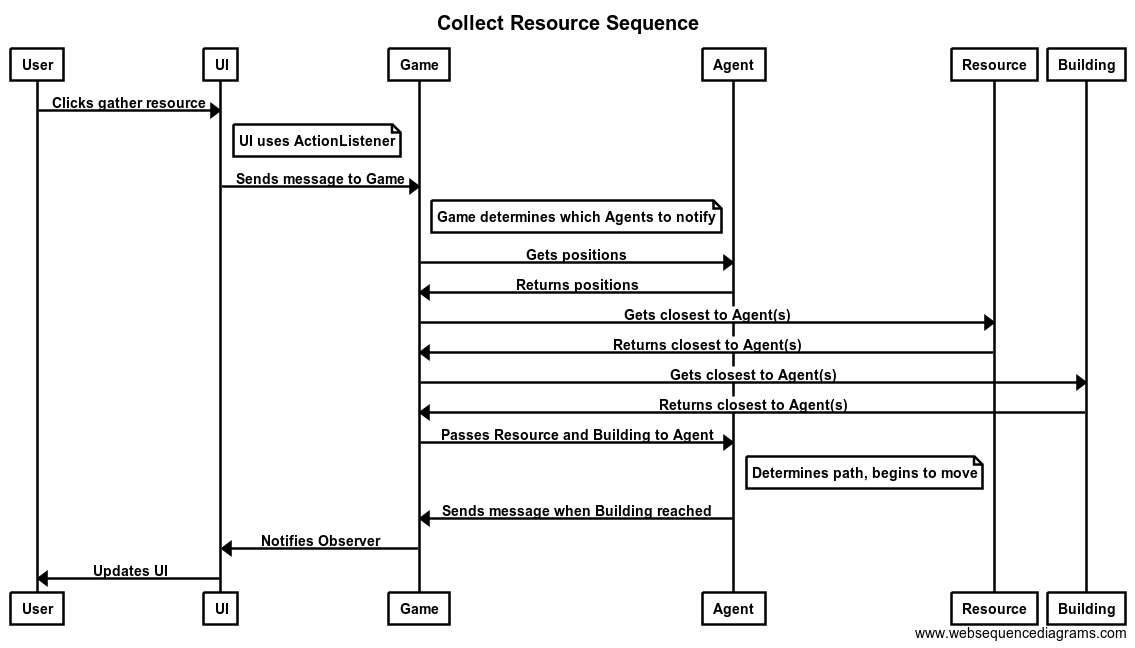 Collect Resource Sequence
User UI Game Agent Resource Building
Clicks gather resource
UI uses ActionListener
Sends message to Game
Game determines which Agents to notify
Gets positions
Returns positions
Gets closest to Agent(s)
Returns closest to Agent(s)
Gets closest to Agent(s)
Returns closest to Agent(s)
Passes Resource and Building to Agent
Determines path, begins to move
Sends message when Building reached
Notifies Observer
Updates UI
User UI Game Agent Resource Building
www.websequencediagrams.com